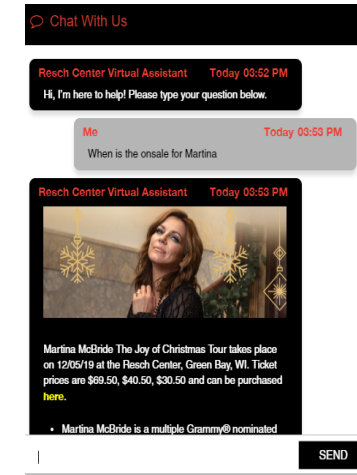 Chat With Us
Resch Center Virtual Assistant Today 03:52 PM
Hi, I'm here to help! Please type your question below.
Me Today 03:53 PM
When is the onsale for Martina
Resch Center Virtual Assistant Today 03:53 PM
Martina McBride The Joy of Christmas Tour takes place
on 12/05/19 at the Resch Center, Green Bay, WI. Ticket
prices are $69.50, $40.50, $30.50 and can be purchased
here.
• Martina McBride is a multiple Grammy® nominated
SEND